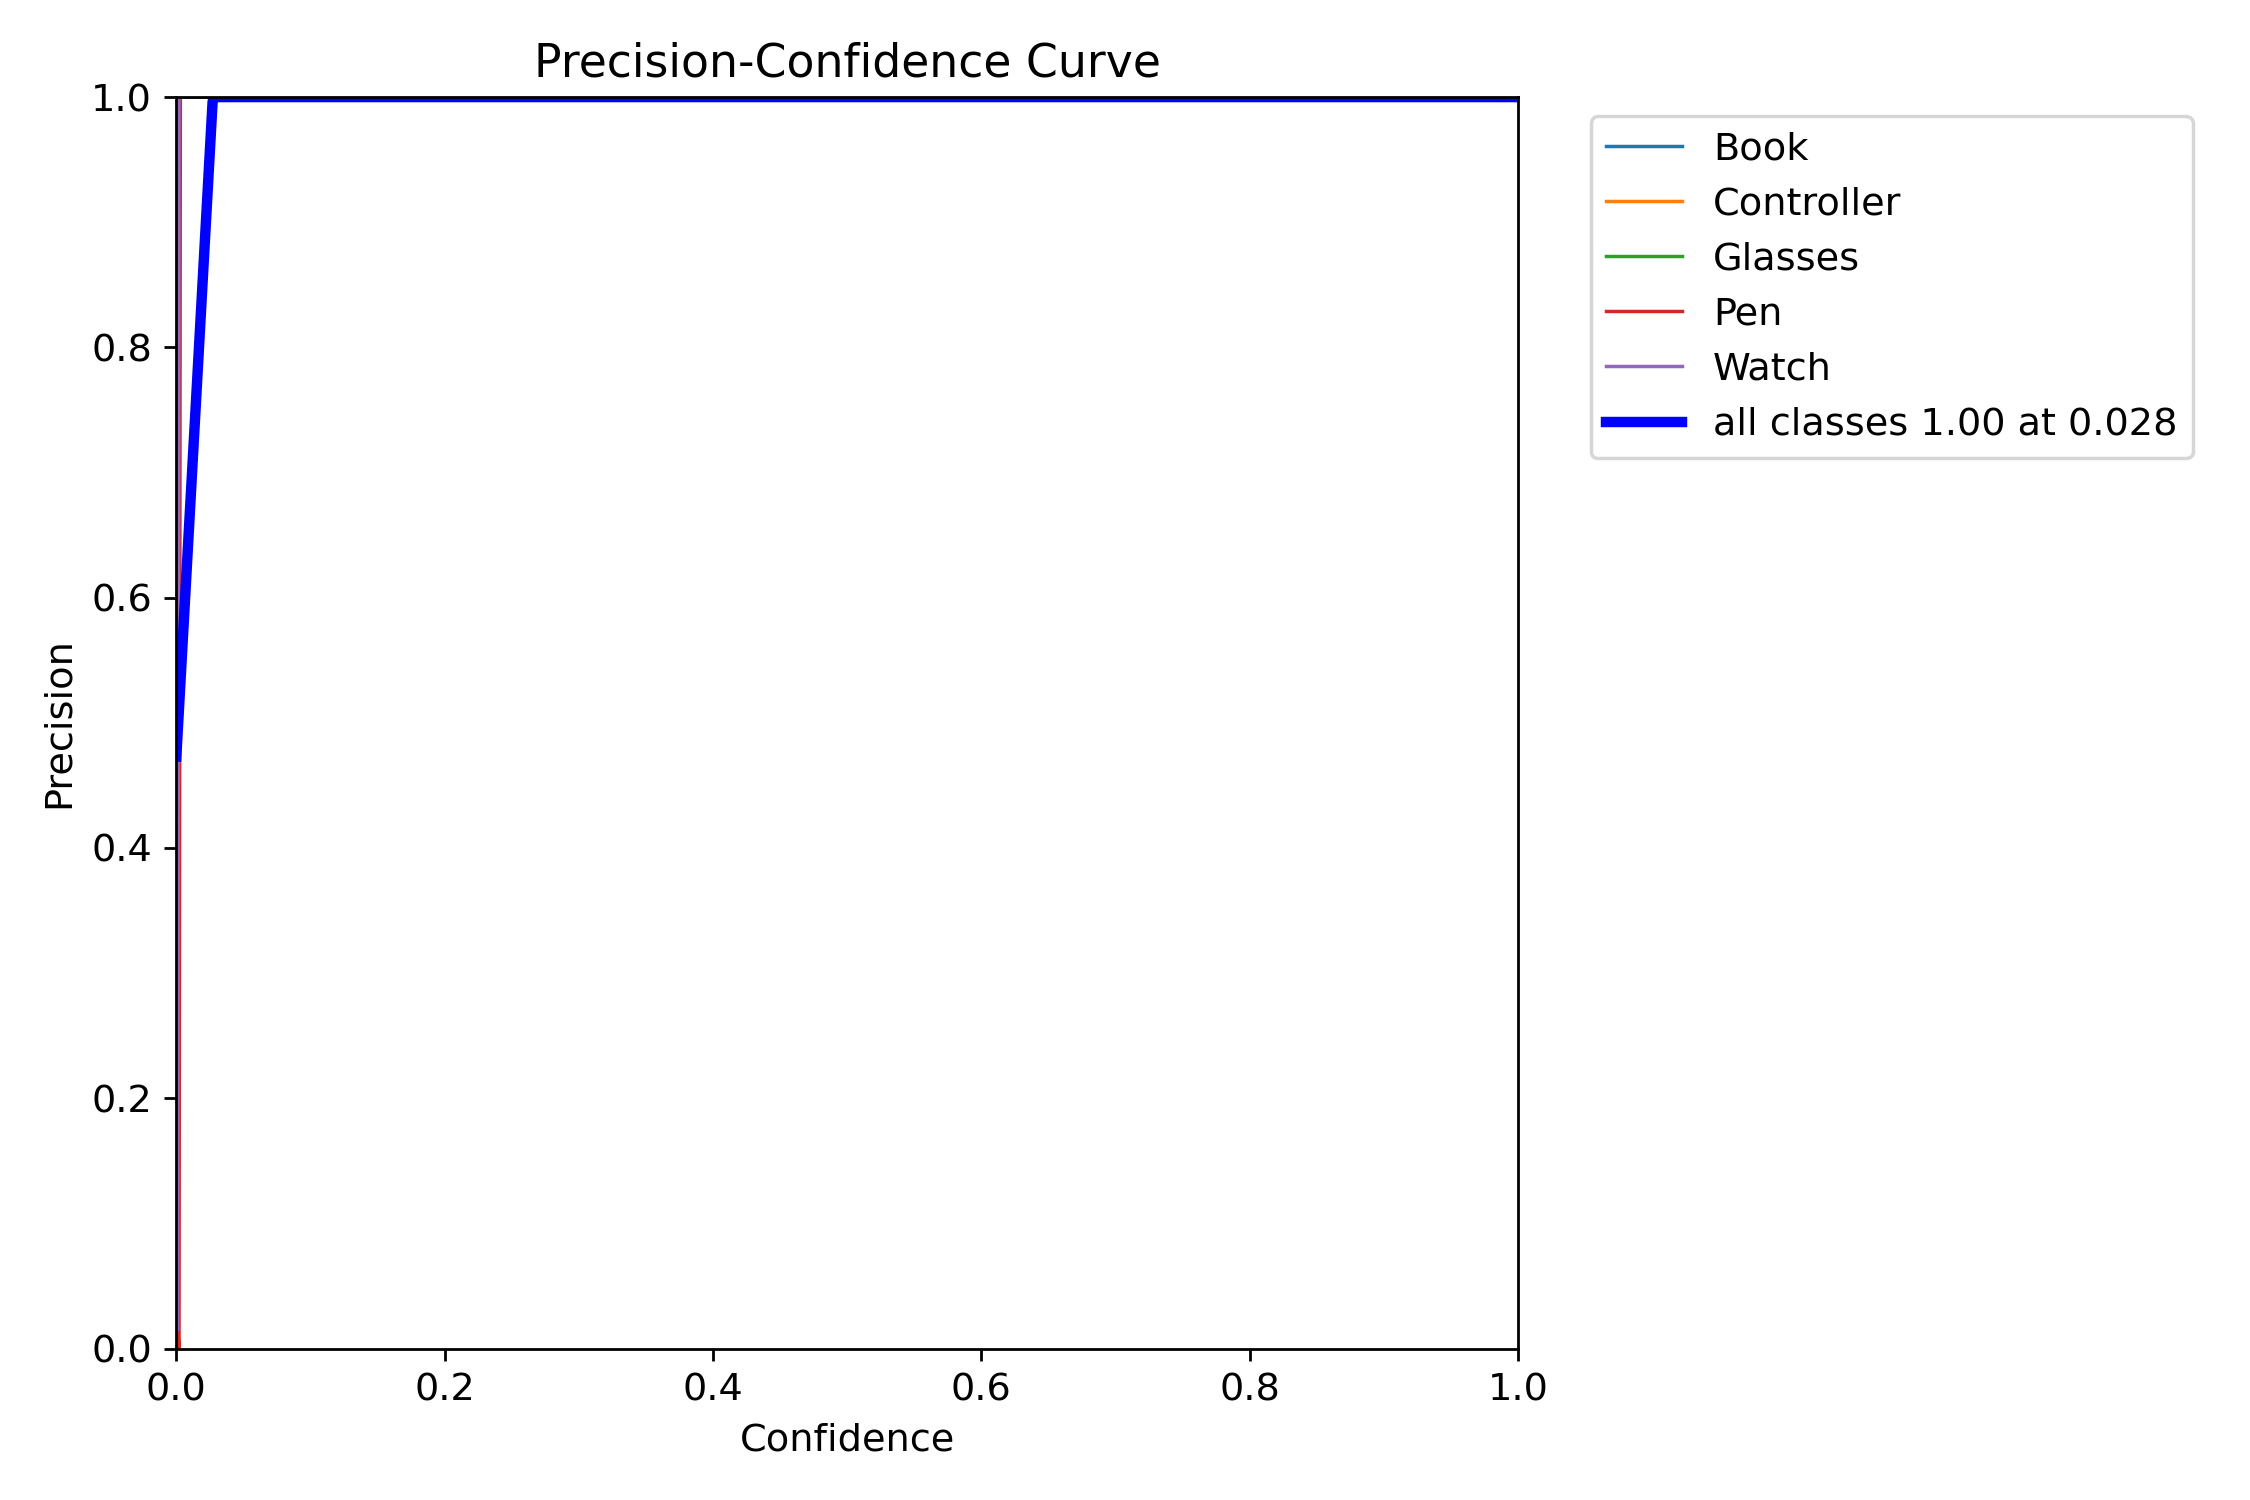 Precision-Confidence Curve
1.0
0.8
0.6
0.4
0.2
0.0
Precision
0.0 0.2 0.4 0.6 0.8 1.0
Confidence
Book
Controller
Glasses
Pen
Watch
all classes 1.00 at 0.028